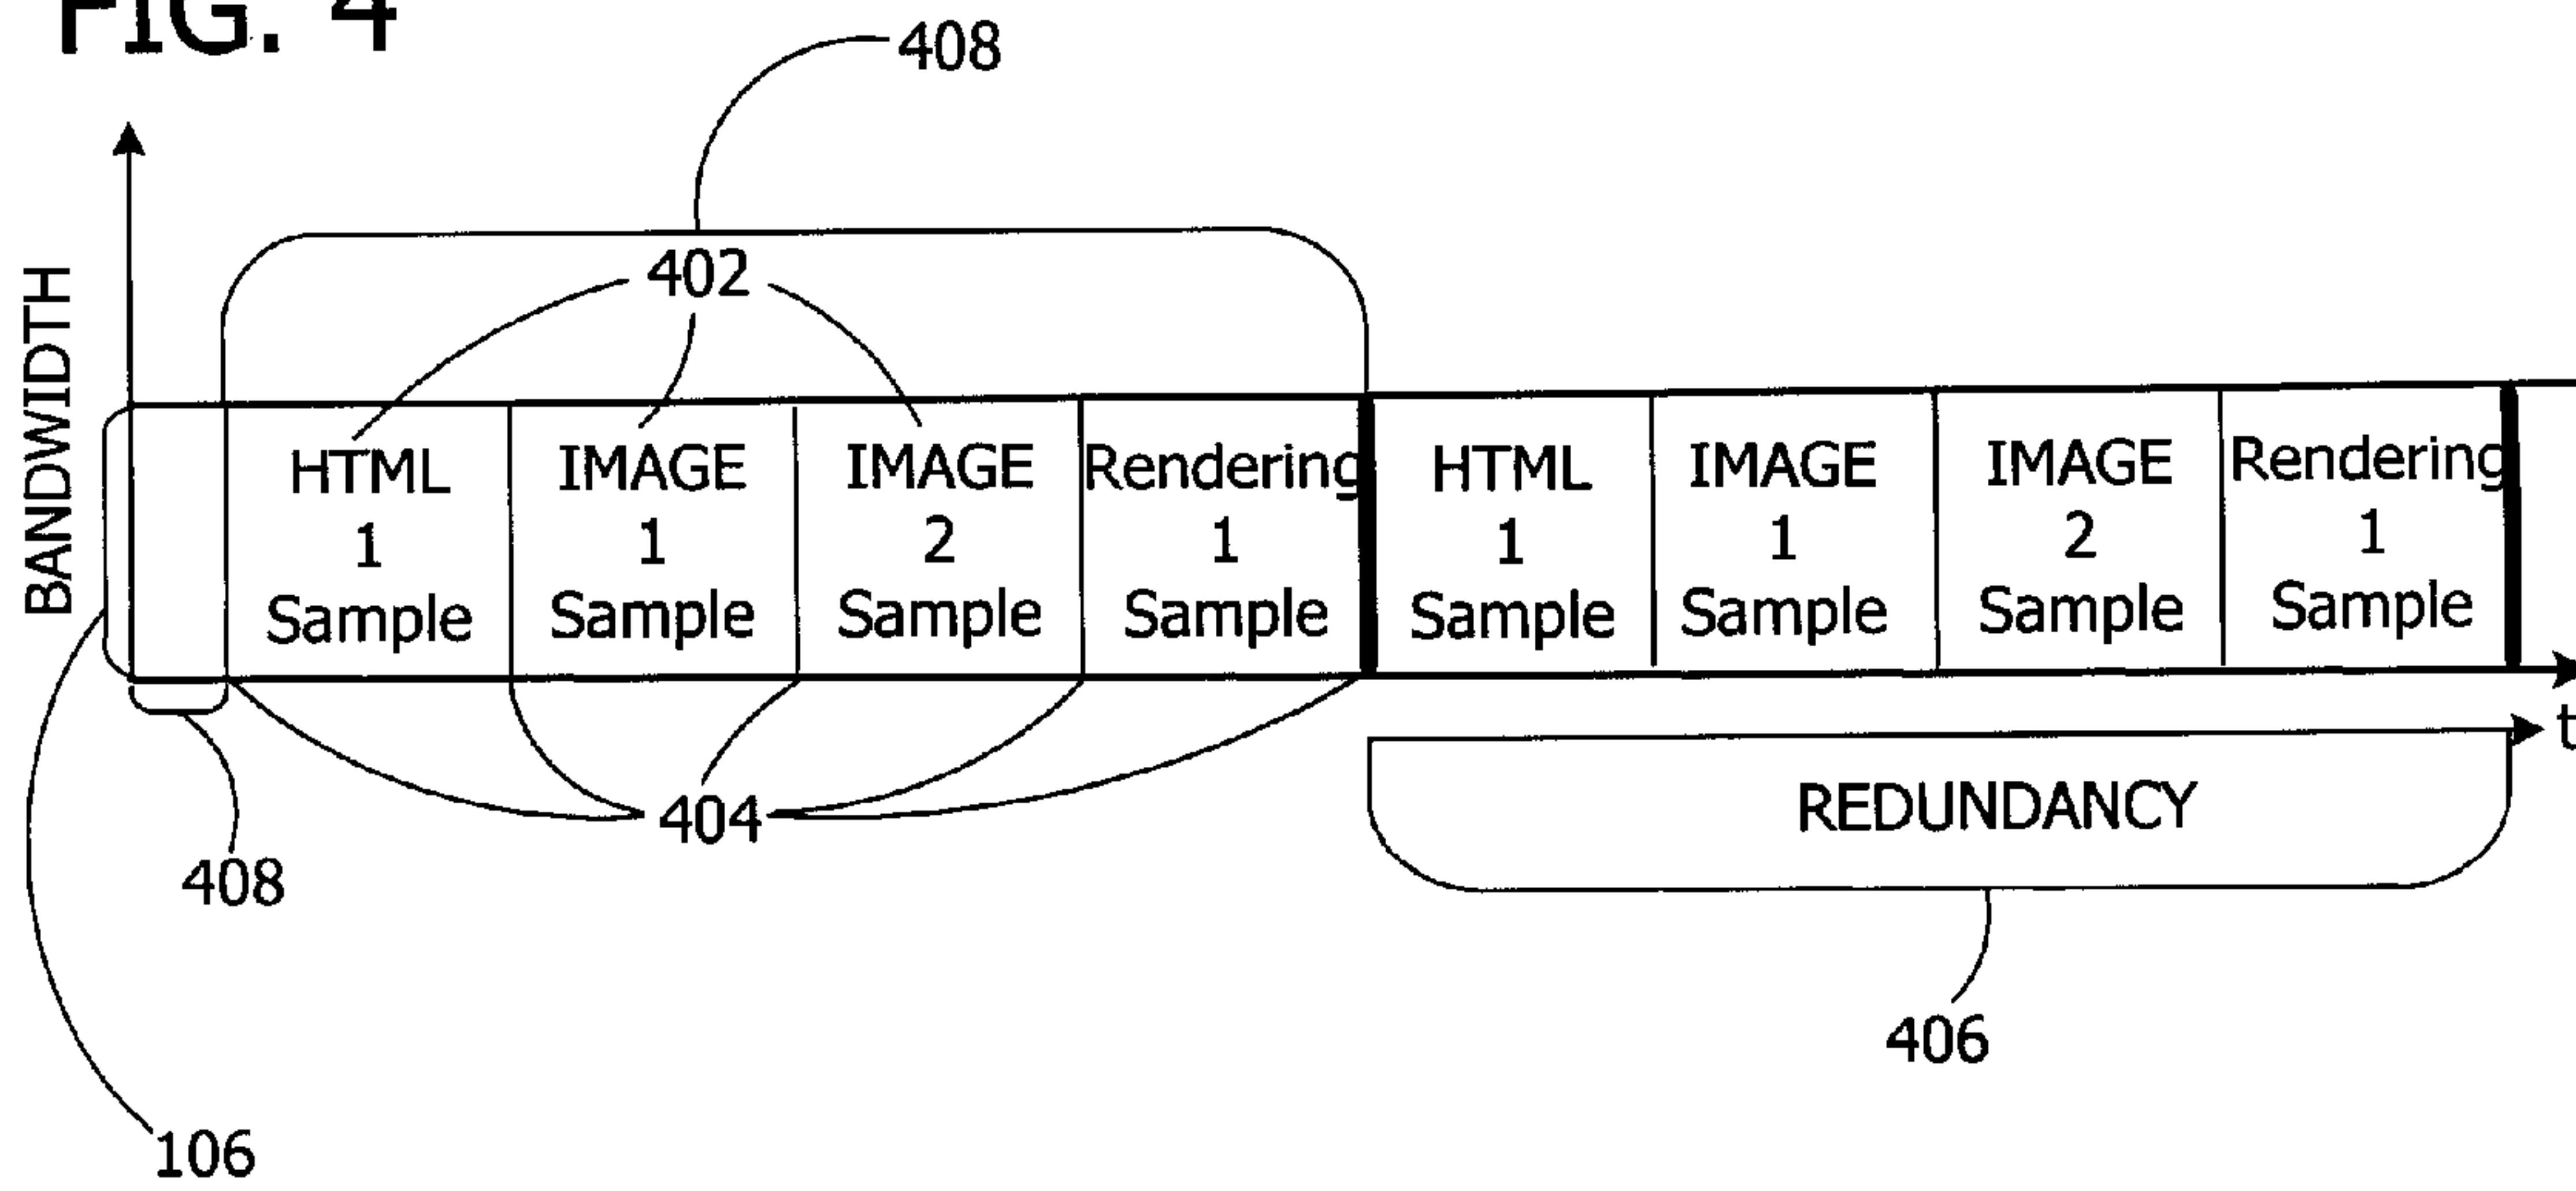 FIG. 4
408
402
BANDWIDTH
HTML 1 Sample
IMAGE 1 Sample
IMAGE 2 Sample
Rendering 1 Sample
HTML 1 Sample
IMAGE 1 Sample
IMAGE 2 Sample
Rendering 1 Sample
t
404
REDUNDANCY
408
406
106